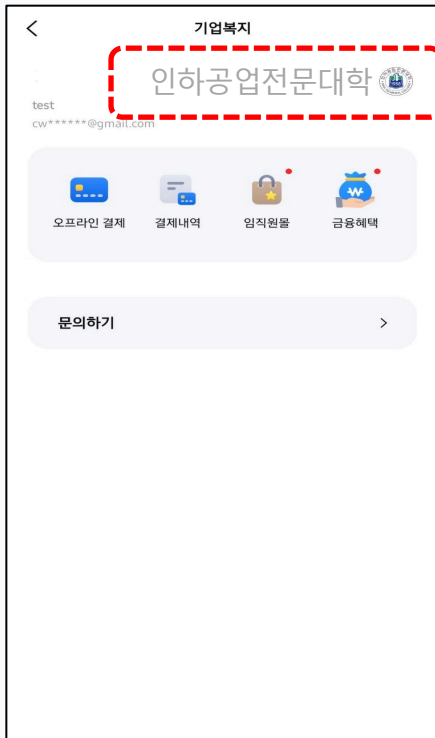 기업복지
인하공업전문대학
test
cw******@gmail.com
오프라인 결제 결제내역 임직원몰 금융혜택
문의하기